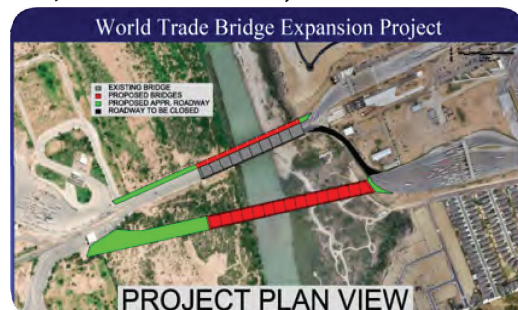 World Trade Bridge Expansion Project
EXISTING BRIDGE
PROPOSED BRIDGES
PROPOSED APPR. ROADWAY
ROADWAY TO BE CLOSED
PROJECT PLAN VIEW